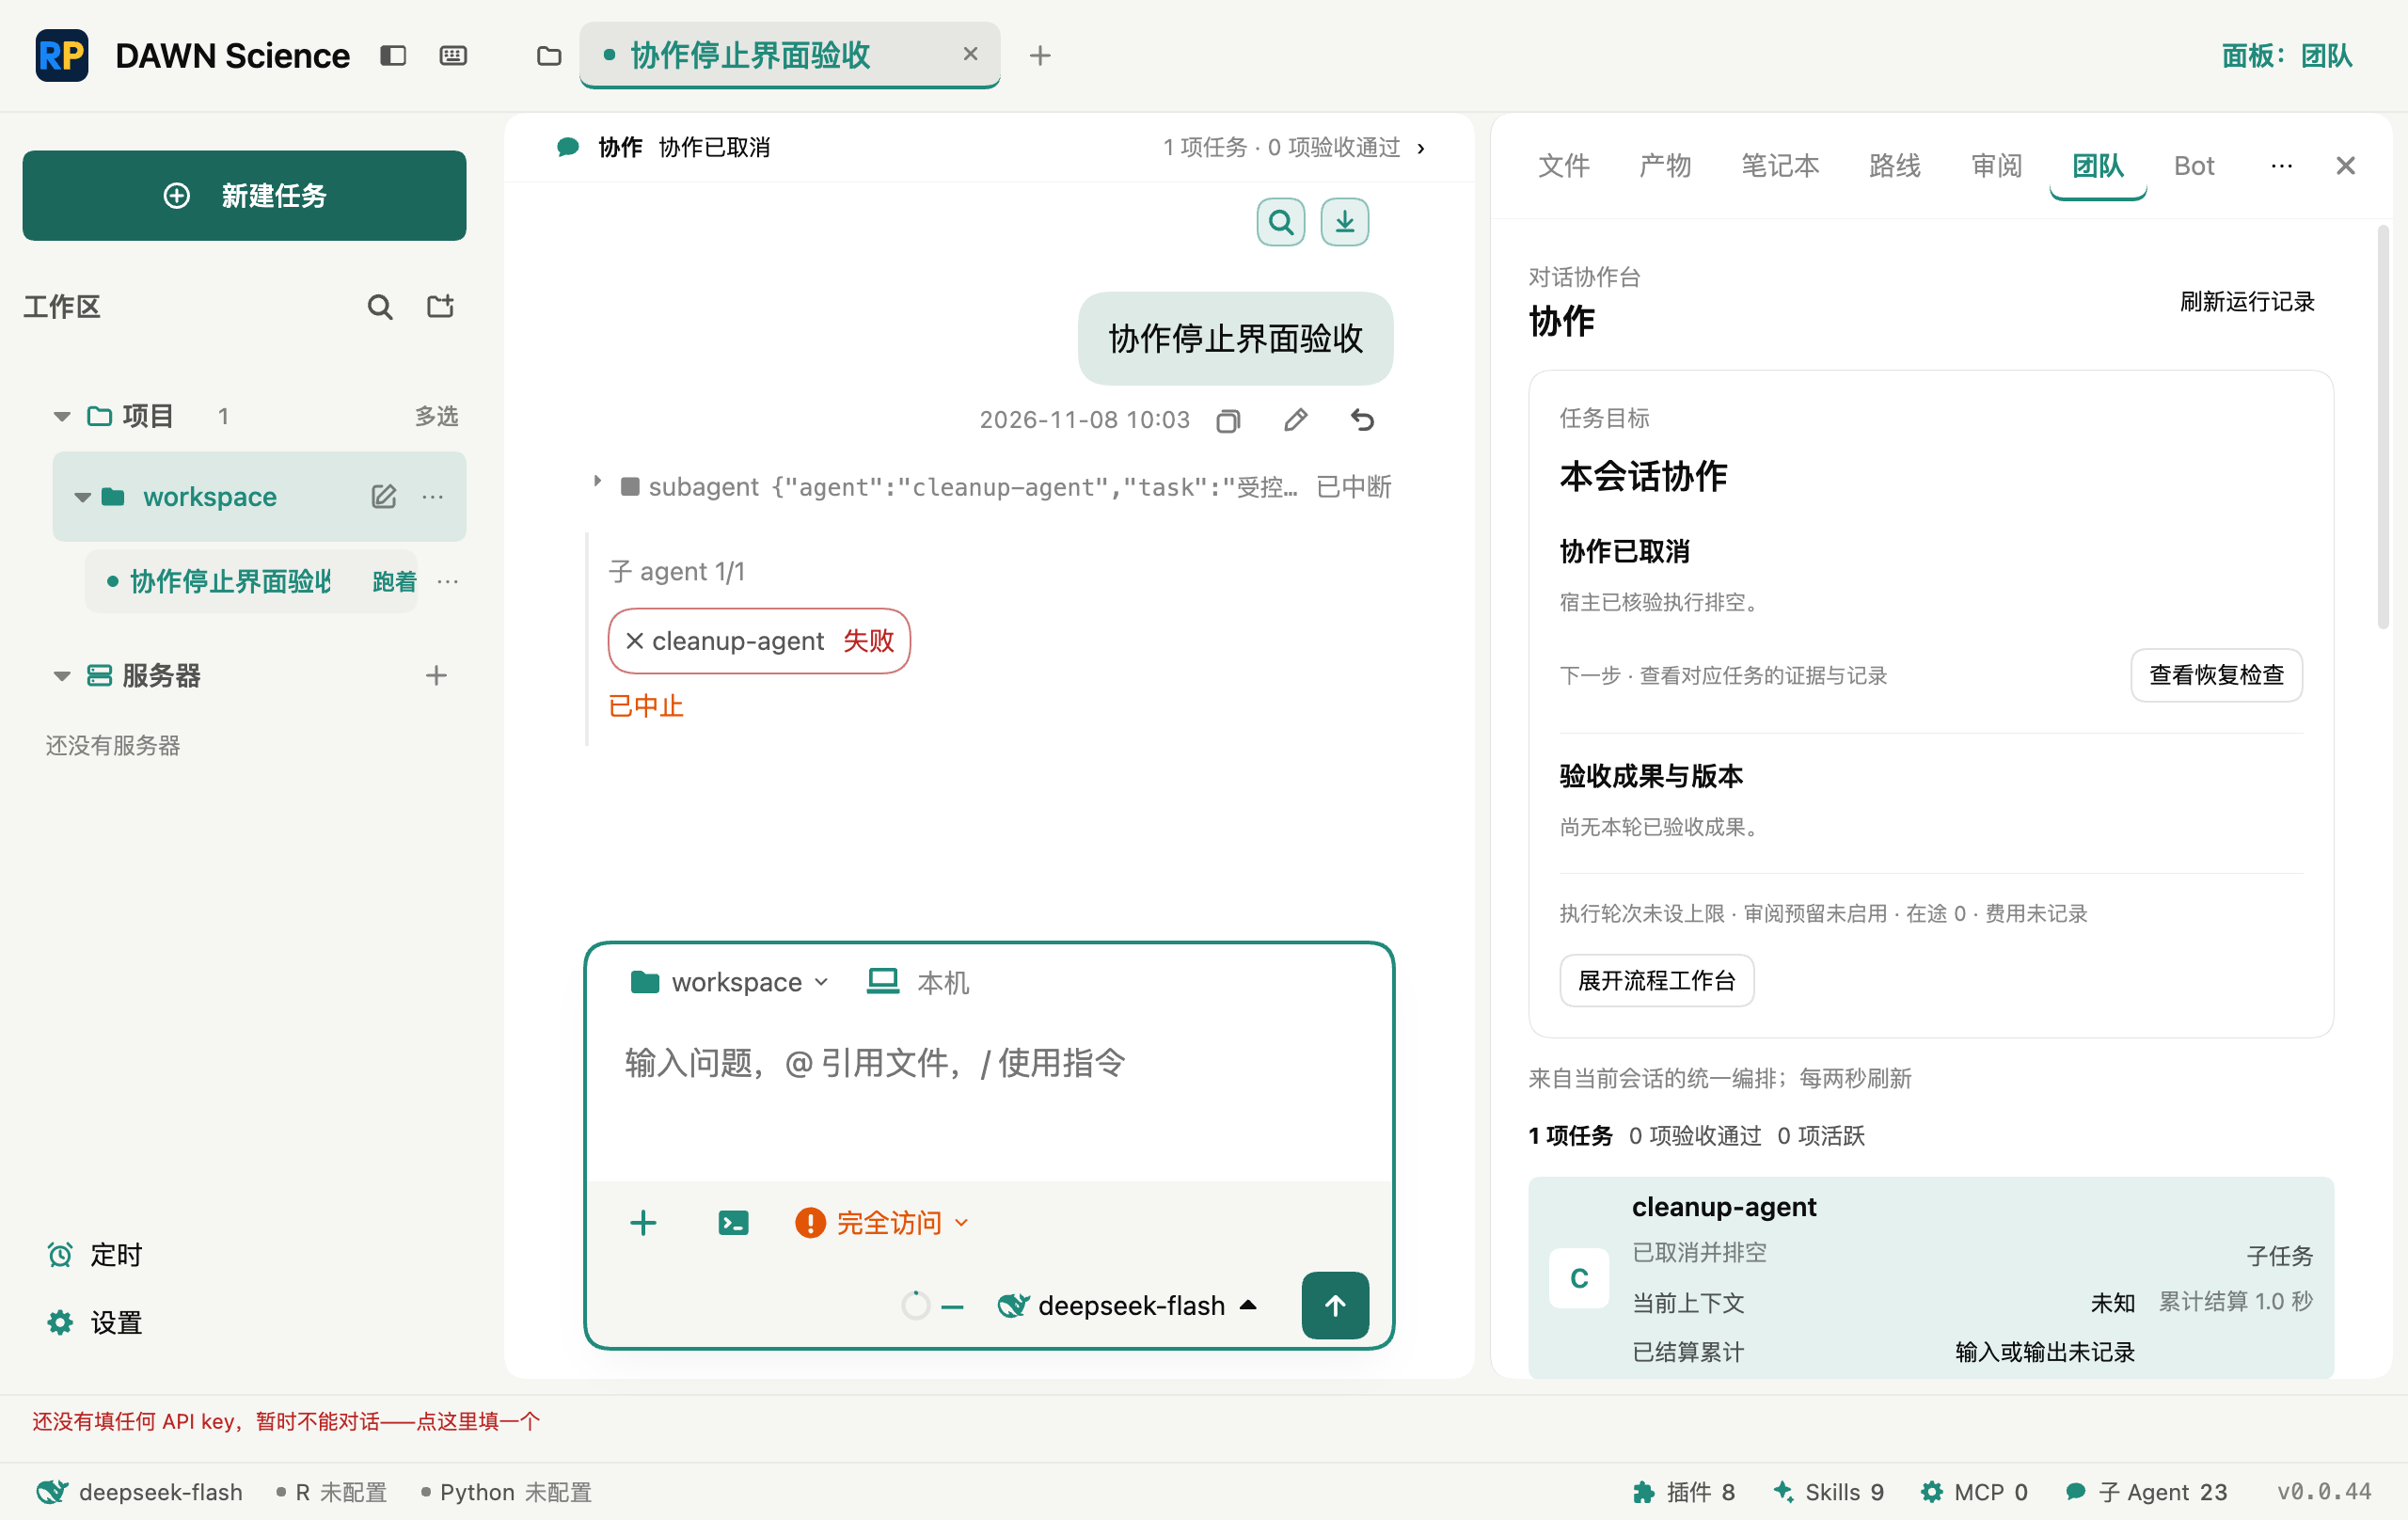 RP DAWN Science
协作停止界面验收
面板：团队
新建任务
工作区
项目 1 多选
workspace
协作停止界面验收 跑着
服务器
还没有服务器
定时
设置
协作 协作已取消 1 项任务 · 0 项验收通过 ›
协作停止界面验收
2026-11-08 10:03
subagent {"agent":"cleanup-agent","task":"受控… 已中断
子 agent 1/1
cleanup-agent 失败
已中止
workspace 本机
输入问题，@ 引用文件，/ 使用指令
完全访问
— deepseek-flash
文件 产物 笔记本 路线 审阅 团队 Bot …
对话协作台
协作
刷新运行记录
任务目标
本会话协作
协作已取消
宿主已核验执行排空。
下一步 · 查看对应任务的证据与记录 查看恢复检查
验收成果与版本
尚无本轮已验收成果。
执行轮次未设上限 · 审阅预留未启用 · 在途 0 · 费用未记录
展开流程工作台
来自当前会话的统一编排；每两秒刷新
1 项任务 0 项验收通过 0 项活跃
C
cleanup-agent
已取消并排空 子任务
当前上下文 未知 累计结算 1.0 秒
已结算累计 输入或输出未记录
还没有填任何 API key，暂时不能对话——点这里填一个
deepseek-flash R 未配置 Python 未配置 插件 8 Skills 9 MCP 0 子 Agent 23 v0.0.44